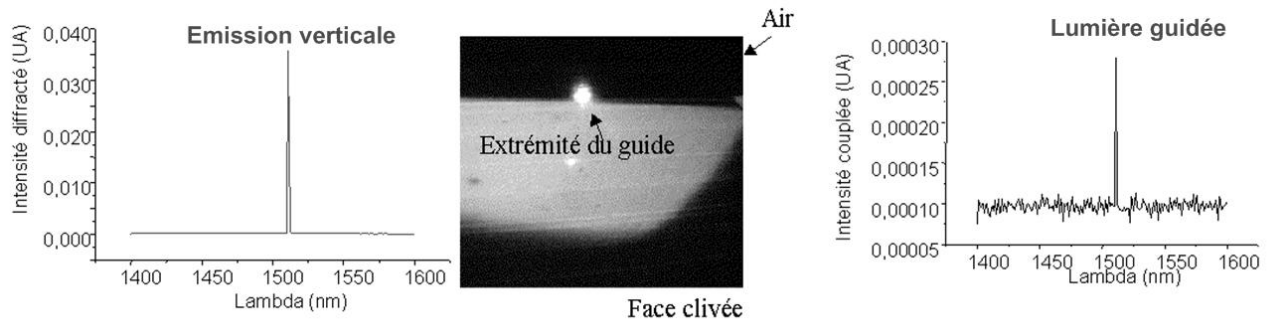 Emission verticale
Intensité diffracté (UA)
0,040
0,030
0,020
0,010
0,000
1400 1450 1500 1550 1600
Lambda (nm)
Air
Extrémité du guide
Face clivée
Lumière guidée
Intensité couplée (UA)
0,00030
0,00020
0,00015
0,00010
0,00005
1400 1450 1500 1550 1600
Lambda (nm)